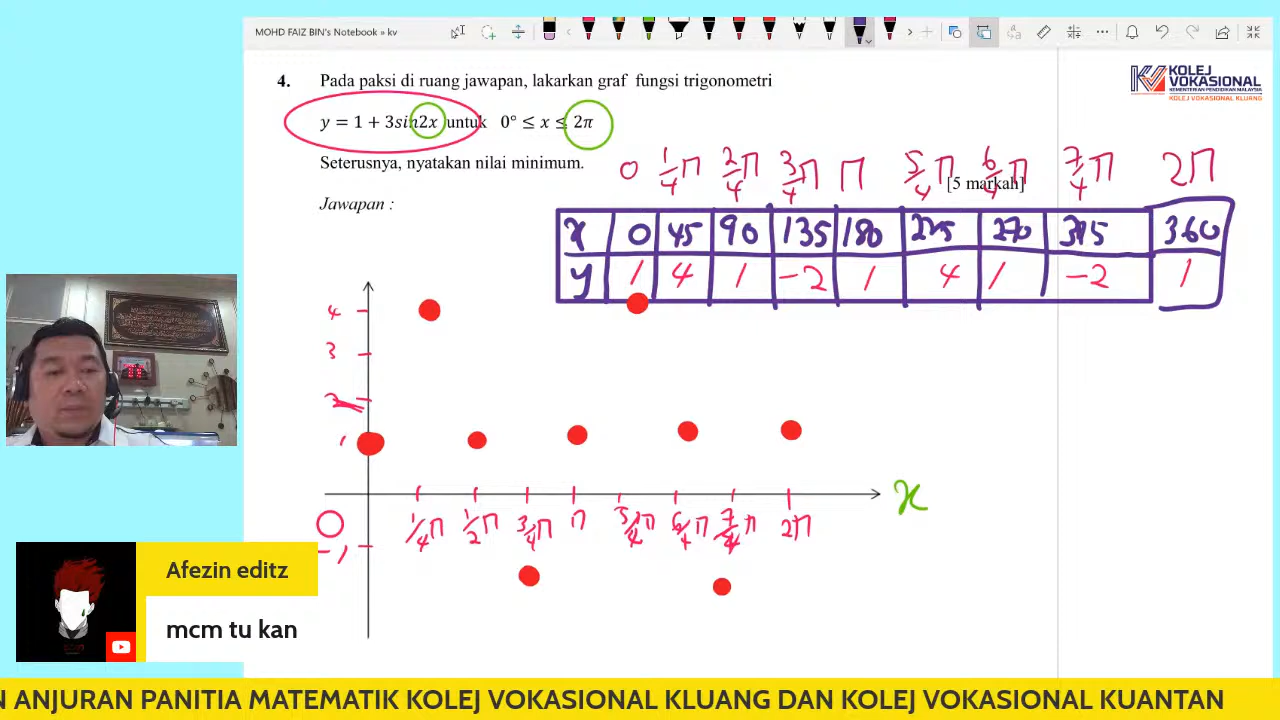 MOHD FAIZ BIN's Notebook » kv
KOLEJ
VOKASIONAL
KEMENTERIAN PENDIDIKAN MALAYSIA
KOLEJ VOKASIONAL KLUANG
4. Pada paksi di ruang jawapan, lakarkan graf fungsi trigonometri
y = 1 + 3sin2x untuk 0° ≤ x ≤ 2π
Seterusnya, nyatakan nilai minimum.
[5 markah]
Jawapan :
0 1/4π 2/4π 3/4π π 5/4π 6/4π 7/4π 2π
x 0 45 90 135 180 225 270 315 360
y 1 4 1 -2 1 4 1 -2 1
4
3
2
1
x
0 1/4π 1/2π 3/4π π 5/4π 6/4π 7/4π 2π
-1
Afezin editz
mcm tu kan
N ANJURAN PANITIA MATEMATIK KOLEJ VOKASIONAL KLUANG DAN KOLEJ VOKASIONAL KUANTAN